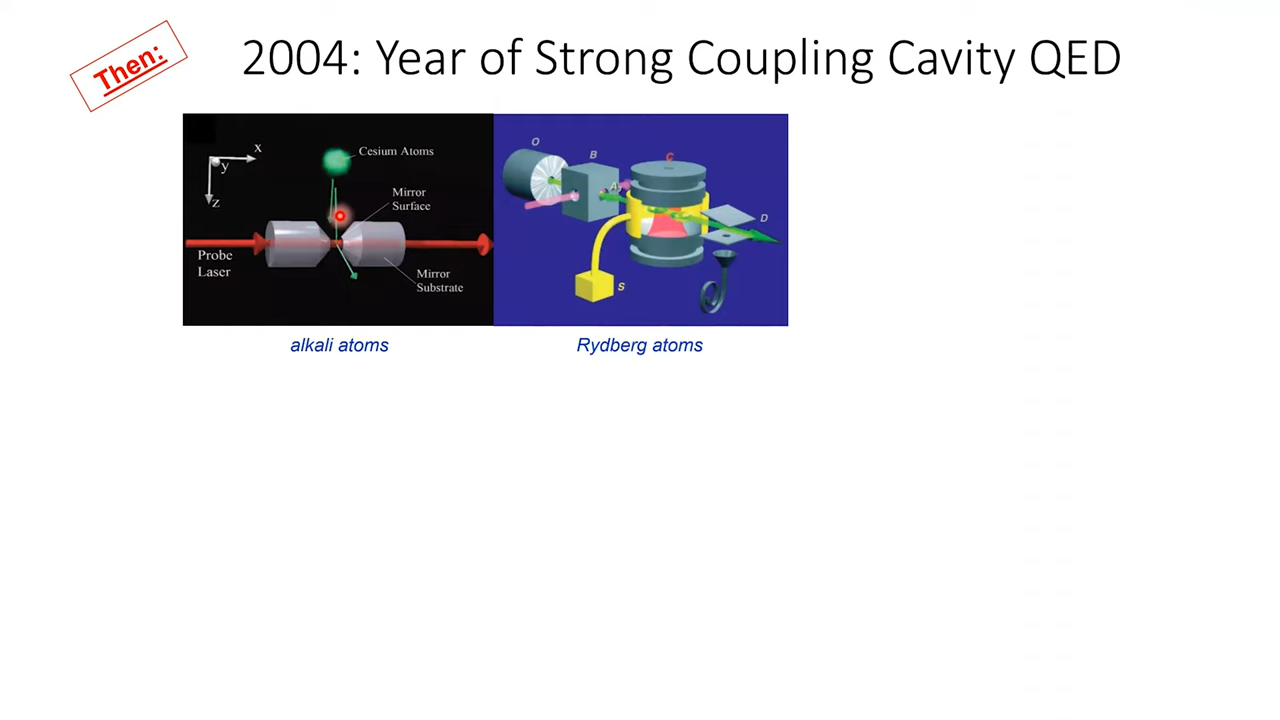 Then:
2004: Year of Strong Coupling Cavity QED
x
y
z
Cesium Atoms
Mirror
Surface
Probe
Laser
Mirror
Substrate
O
B
A
C
D
S
alkali atoms
Rydberg atoms